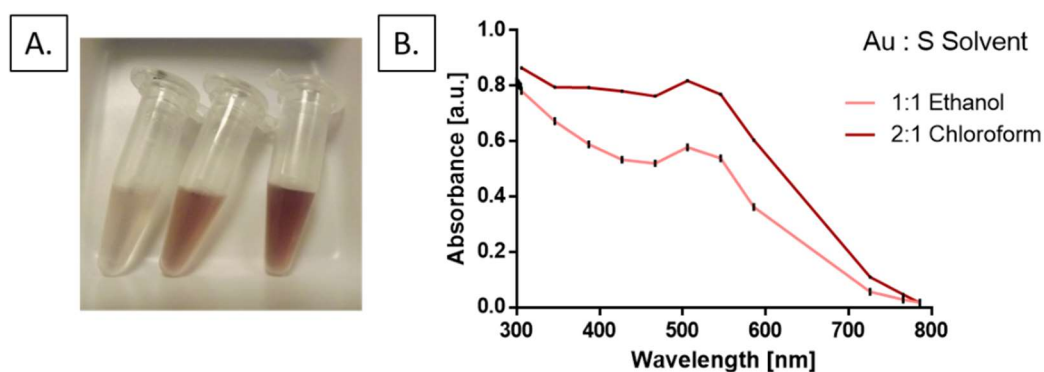 A.
B.
Au : S Solvent
1:1 Ethanol
2:1 Chloroform
Absorbance [a.u.]
1.0
0.8
0.6
0.4
0.2
0.0
300 400 500 600 700 800
Wavelength [nm]